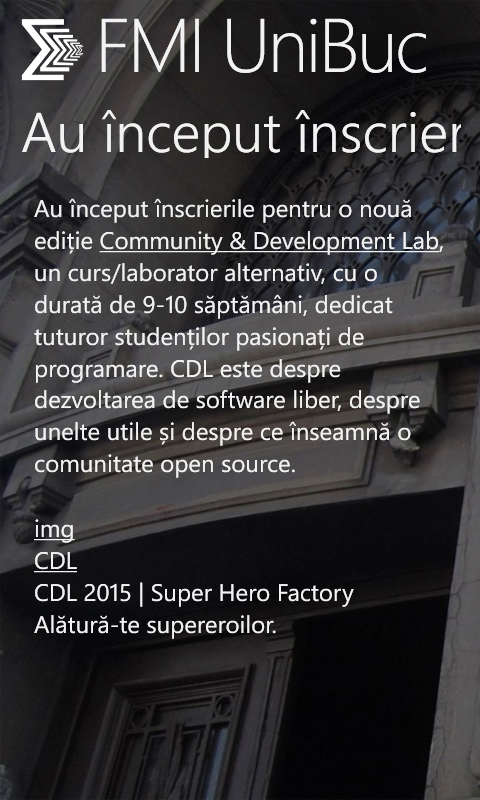 FMI UniBuc
Au început înscrier
Au început înscrierile pentru o nouă
ediție Community & Development Lab,
un curs/laborator alternativ, cu o
durată de 9-10 săptămâni, dedicat
tuturor studenților pasionați de
programare. CDL este despre
dezvoltarea de software liber, despre
unelte utile și despre ce înseamnă o
comunitate open source.
img
CDL
CDL 2015 | Super Hero Factory
Alătură-te supereroilor.